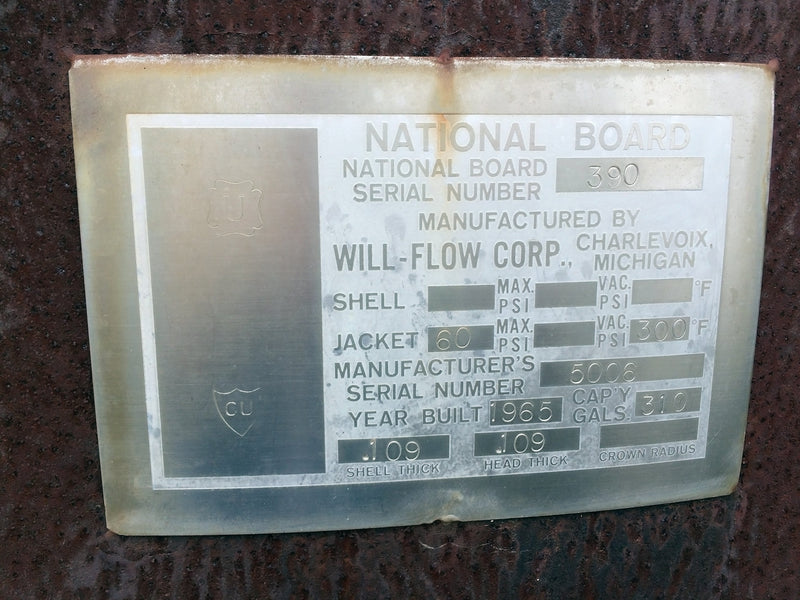 NATIONAL BOARD
NATIONAL BOARD SERIAL NUMBER 390
MANUFACTURED BY
WILL-FLOW CORP., CHARLEVOIX, MICHIGAN
SHELL MAX. PSI VAC. PSI °F
JACKET 60 MAX. PSI VAC. PSI 300 °F
MANUFACTURER'S SERIAL NUMBER 5006
YEAR BUILT 1965 CAP'Y GALS. 310
.109 .109
SHELL THICK HEAD THICK CROWN RADIUS
U
CU